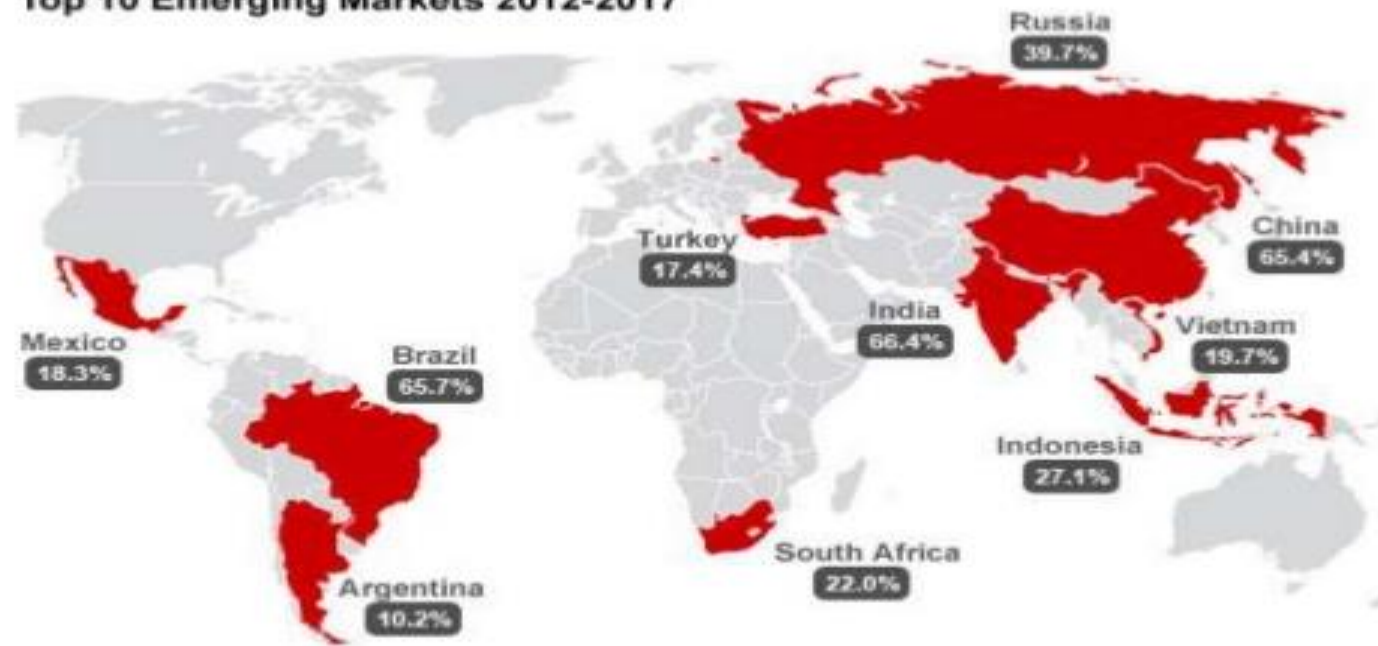 Top 10 Emerging Markets 2012-2017
Russia
39.7%
China
65.4%
Turkey
17.4%
India
66.4%
Vietnam
19.7%
Mexico
18.3%
Brazil
65.7%
Indonesia
27.1%
South Africa
22.0%
Argentina
10.2%